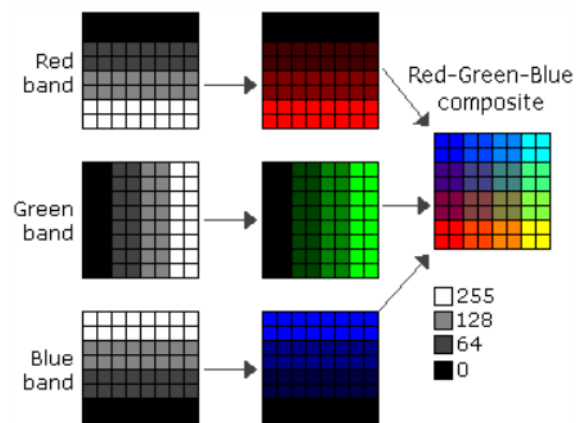 Red
band
Red-Green-Blue
composite
Green
band
255
128
64
0
Blue
band